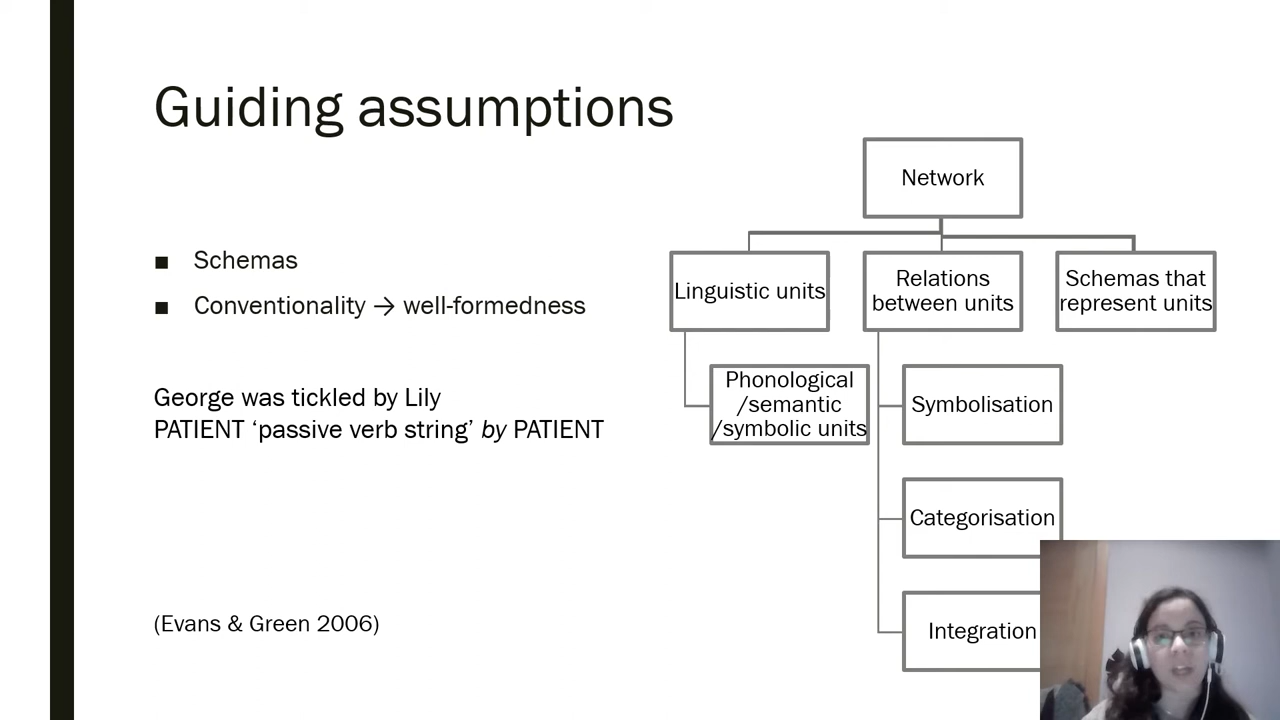 Guiding assumptions
■ Schemas
■ Conventionality → well-formedness
George was tickled by Lily
PATIENT ‘passive verb string’ by PATIENT
(Evans & Green 2006)
Network
Linguistic units
Relations
between units
Schemas that
represent units
Phonological
/semantic
/symbolic units
Symbolisation
Categorisation
Integration